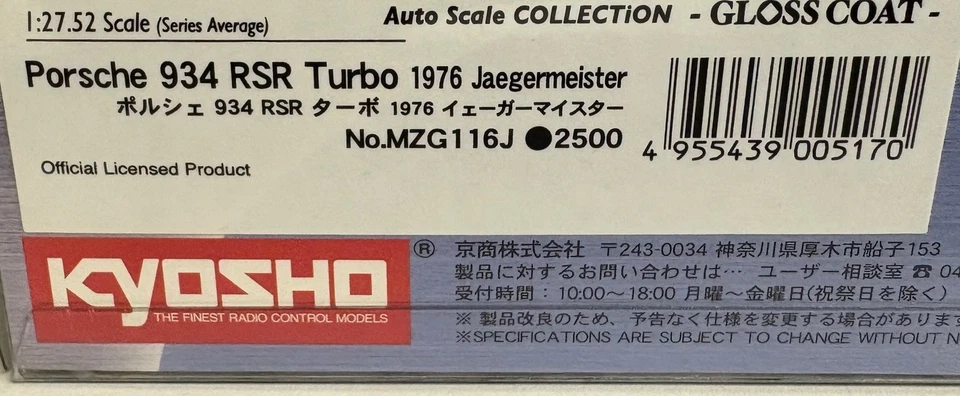 1:27.52 Scale (Series Average)
Auto Scale COLLECTiON - GLOSS COAT -
Porsche 934 RSR Turbo 1976 Jaegermeister
ポルシェ 934 RSR ターボ 1976 イェーガーマイスター
No.MZG116J ●2500
4 955439 005170
Official Licensed Product
KYOSHO ®
THE FINEST RADIO CONTROL MODELS
京商株式会社 〒243-0034 神奈川県厚木市船子153
製品に対するお問い合わせは… ユーザー相談室 ☎ 04
受付時間：10:00〜18:00 月曜〜金曜日(祝祭日を除く)
※ 製品改良のため、予告なく仕様を変更する場合があります
※SPECIFICATIONS ARE SUBJECT TO CHANGE WITHOUT N